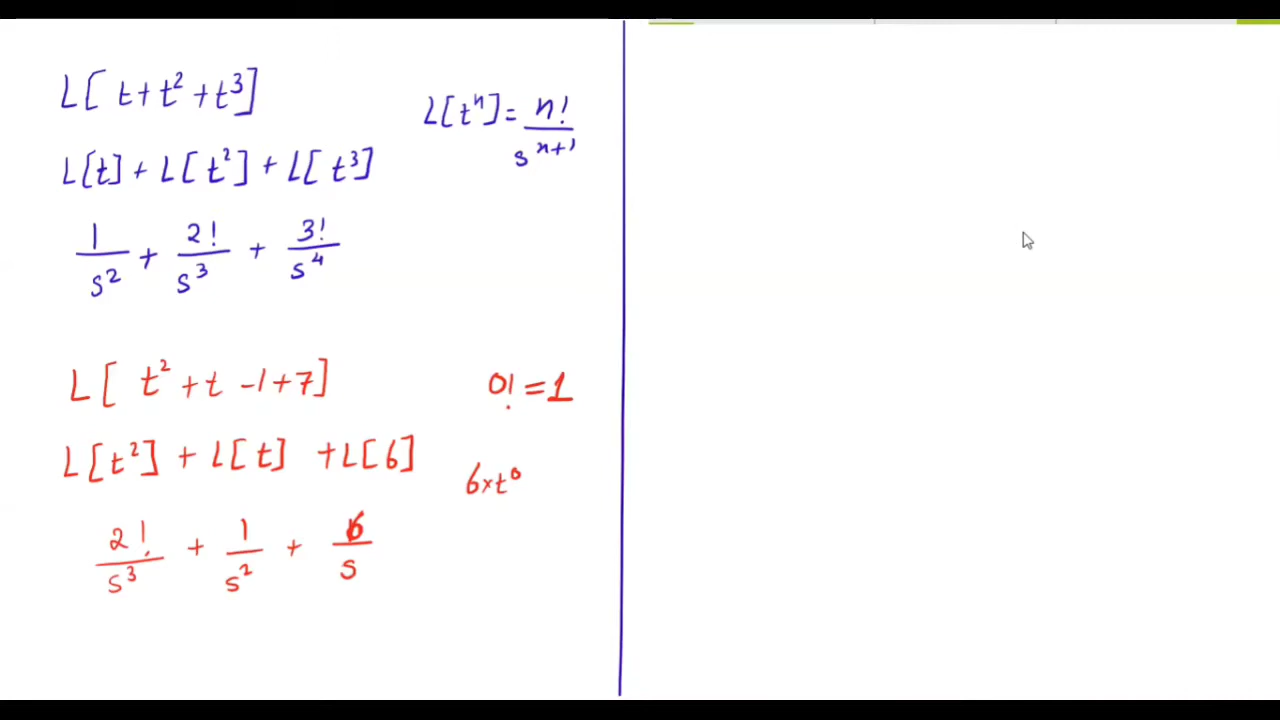 L[ t + t² + t³]
L[tⁿ] = n! / s^(n+1)
L[t] + L[t²] + L[t³]
1/s² + 2!/s³ + 3!/s⁴
L[ t² + t - 1 + 7]
0! = 1
L[t²] + L[t] + L[6]
6×t⁰
2!/s³ + 1/s² + 6/s